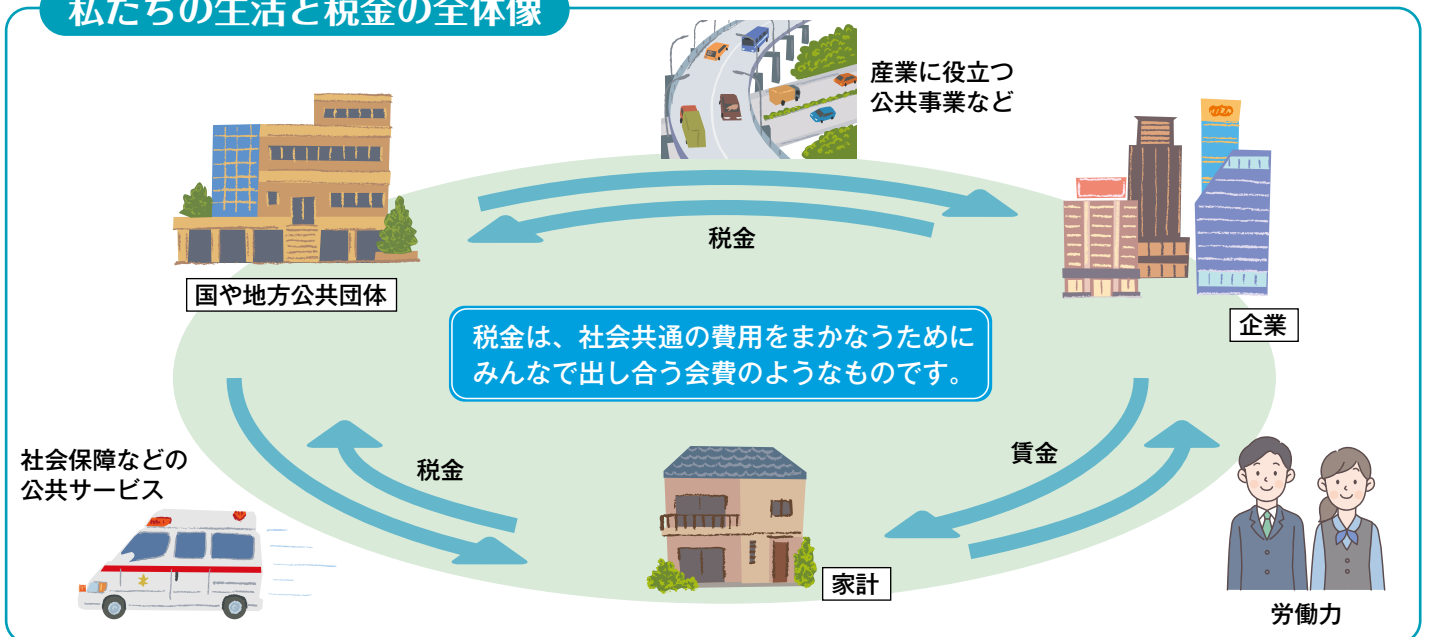 私たちの生活と税金の全体像
産業に役立つ
公共事業など
税金
国や地方公共団体
企業
税金は、社会共通の費用をまかなうために
みんなで出し合う会費のようなものです。
社会保障などの
公共サービス
税金
賃金
家計
労働力